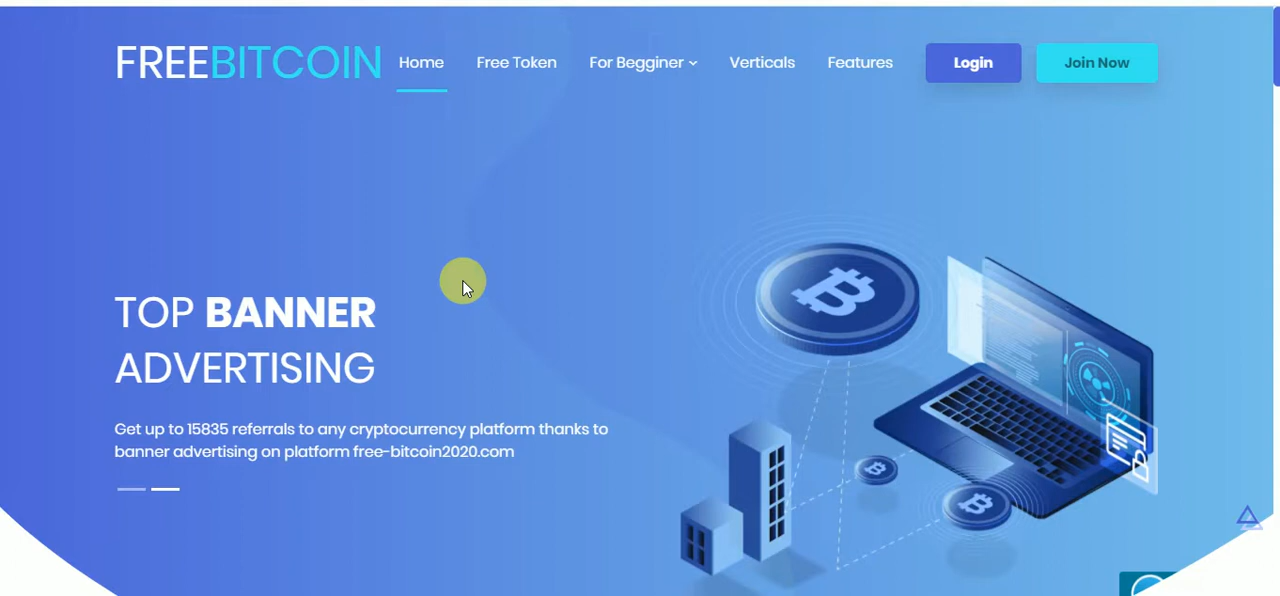 FREEBITCOIN Home Free Token For Begginer Verticals Features Login Join Now
TOP BANNER
ADVERTISING
Get up to 15835 referrals to any cryptocurrency platform thanks to
banner advertising on platform free-bitcoin2020.com